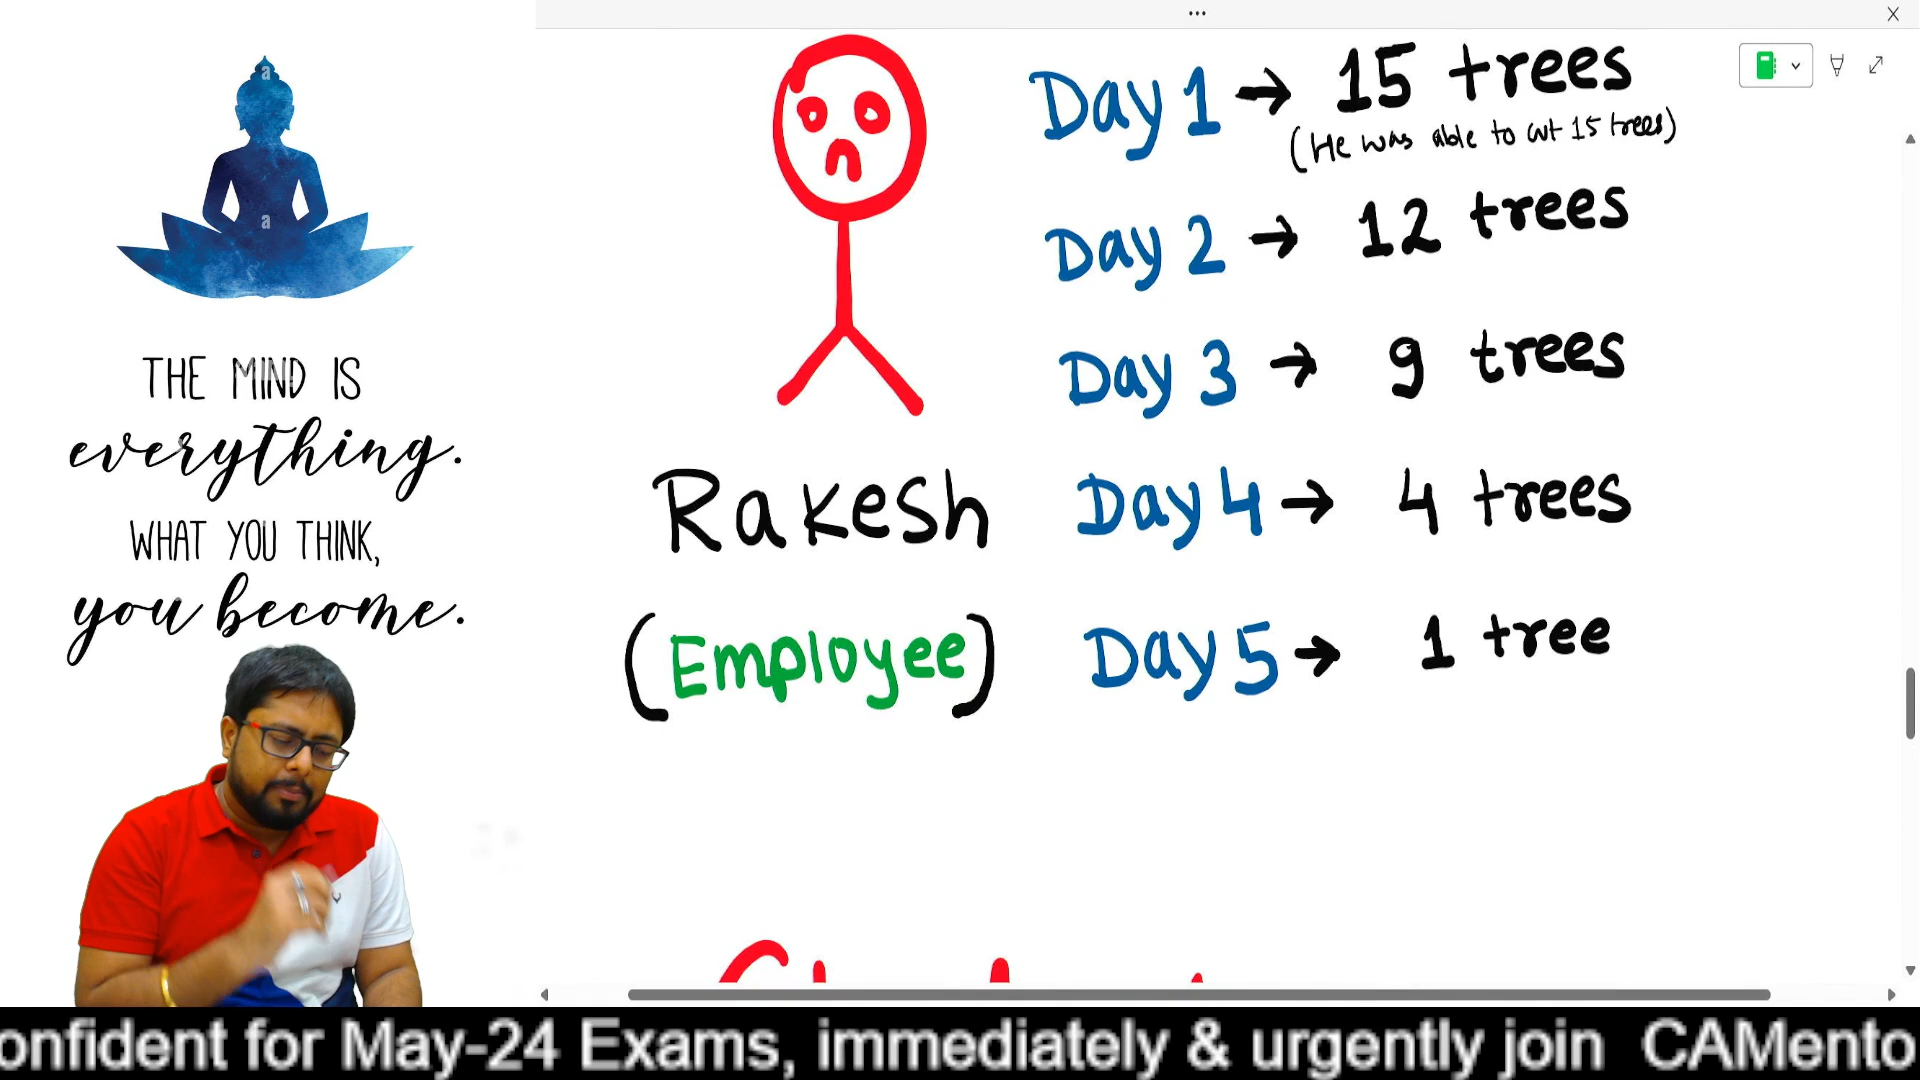 THE MIND IS
everything.
WHAT YOU THINK,
you become.
Day 1 → 15 trees
(He was able to cut 15 trees)
Day 2 → 12 trees
Day 3 → 9 trees
Day 4 → 4 trees
Day 5 → 1 tree
Rakesh
(Employee)
onfident for May-24 Exams, immediately & urgently join CAMento